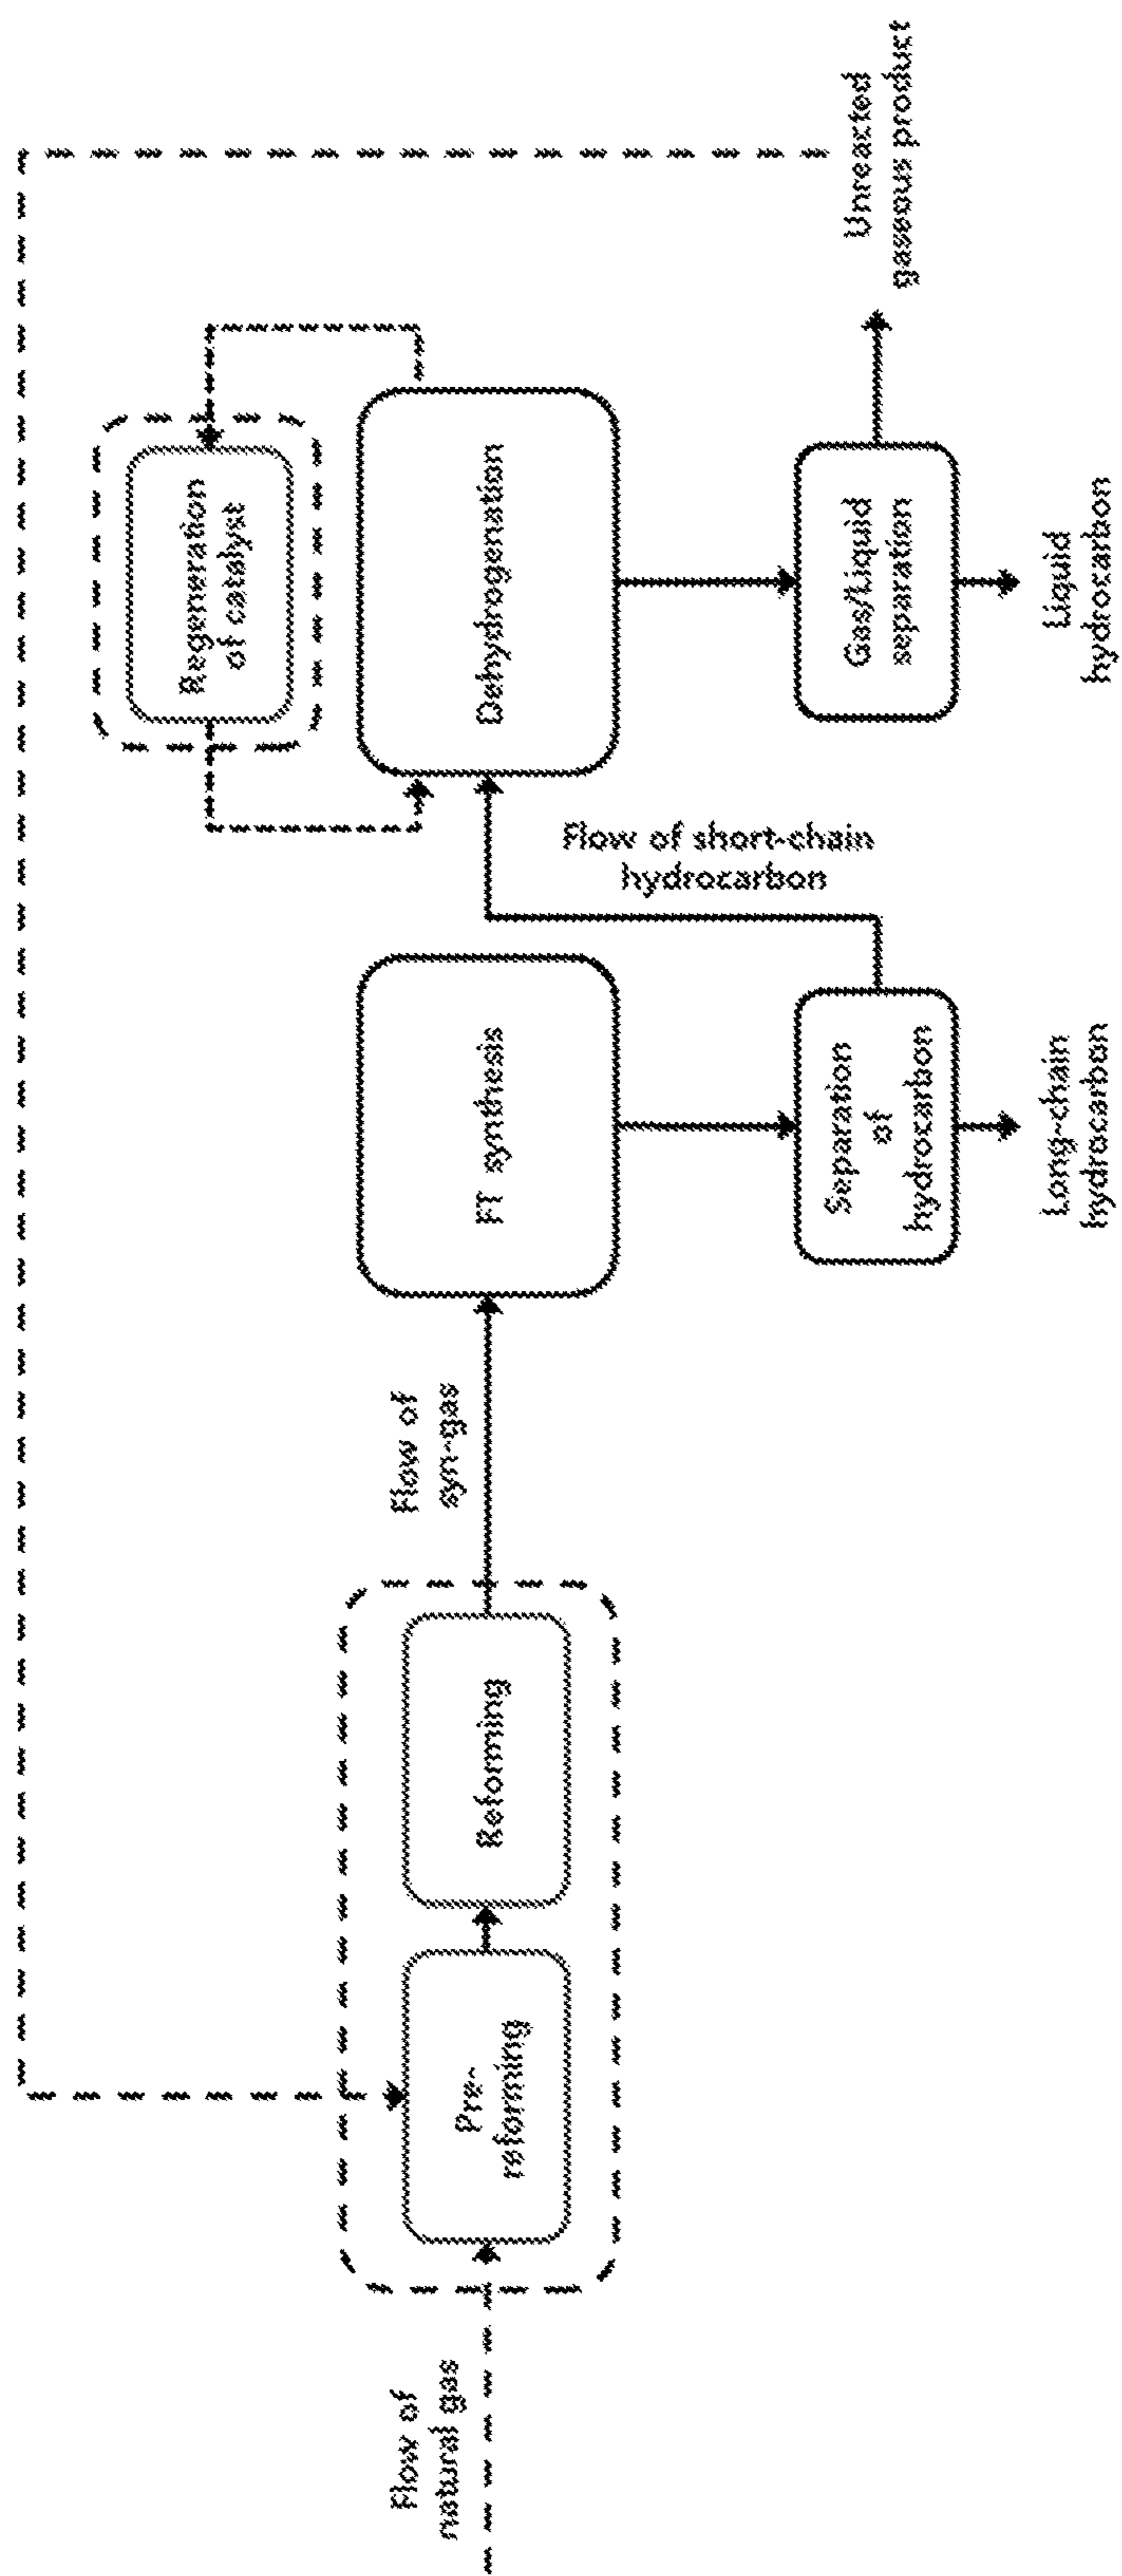 Flow of
natural gas
Pre-
reforming
Reforming
Flow of
syn-gas
FT synthesis
Separation
of
hydrocarbon
Long-chain
hydrocarbon
Flow of short-chain
hydrocarbon
Regeneration
of catalyst
Dehydrogenation
Gas/Liquid
separation
Liquid
hydrocarbon
Unreacted
gaseous product